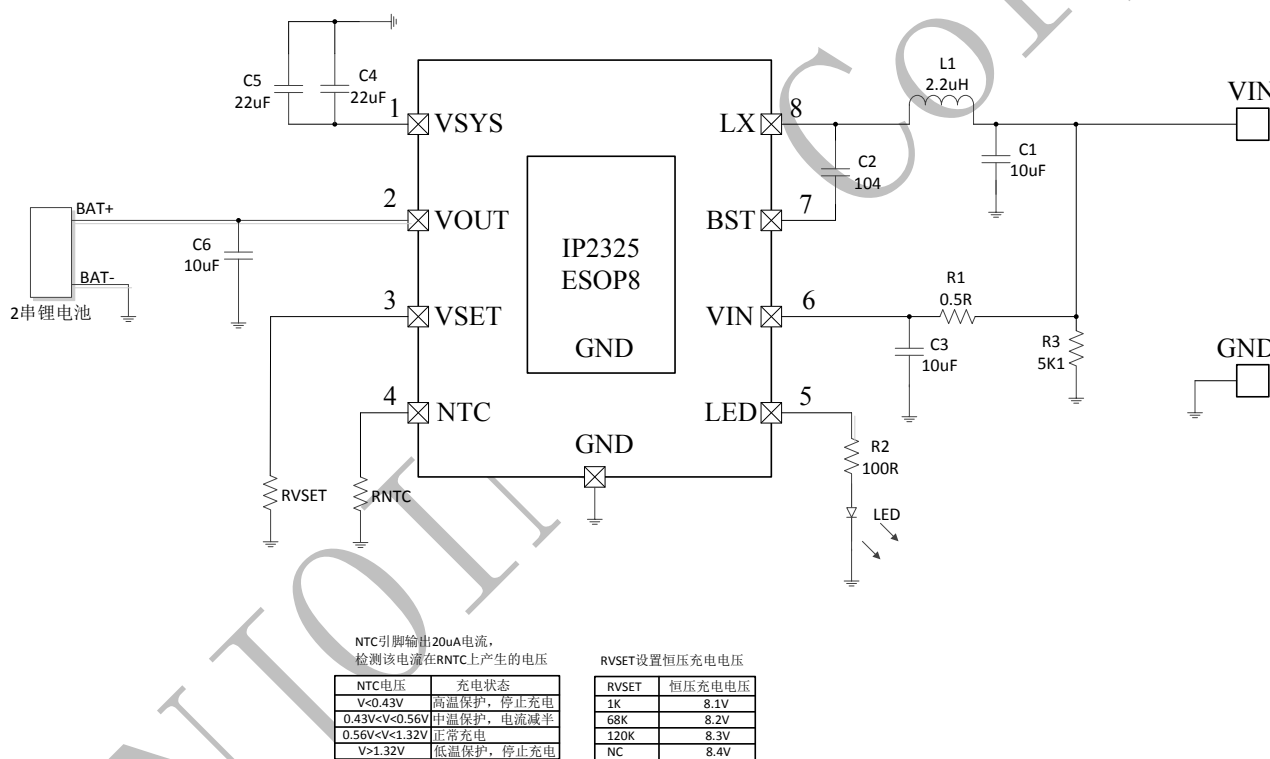 C5
22uF
C4
22uF
1
VSYS
2
VOUT
3
VSET
4
NTC
BAT+
BAT-
2串锂电池
C6
10uF
RVSET
RNTC
IP2325
ESOP8
GND
GND
LX
8
BST
7
VIN
6
LED
5
C2
104
L1
2.2uH
C1
10uF
VIN
R1
0.5R
C3
10uF
R3
5K1
GND
R2
100R
LED
NTC引脚输出20uA电流，
检测该电流在RNTC上产生的电压
NTC电压 充电状态
V<0.43V 高温保护，停止充电
0.43V<V<0.56V 中温保护，电流减半
0.56V<V<1.32V 正常充电
V>1.32V 低温保护，停止充电
RVSET设置恒压充电电压
RVSET 恒压充电电压
1K 8.1V
68K 8.2V
120K 8.3V
NC 8.4V